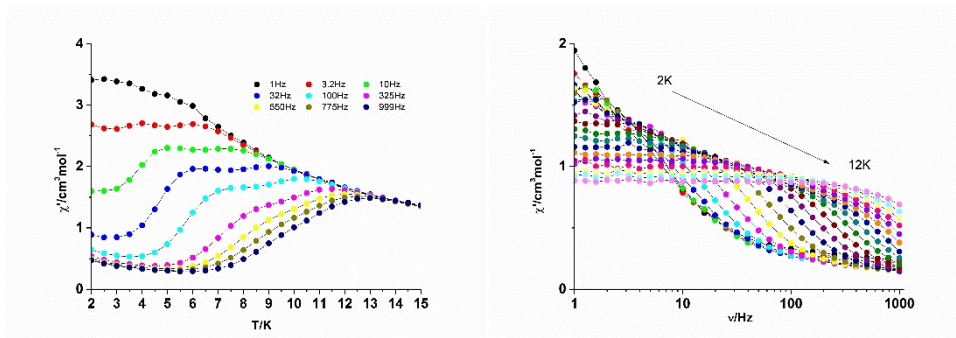 4
3
2
1
0
χ'/cm³mol⁻¹
1Hz 3.2Hz 10Hz
32Hz 100Hz 325Hz
550Hz 775Hz 999Hz
2 3 4 5 6 7 8 9 10 11 12 13 14 15
T/K
2
1
0
χ'/cm³mol⁻¹
2K
12K
1 10 100 1000
ν/Hz